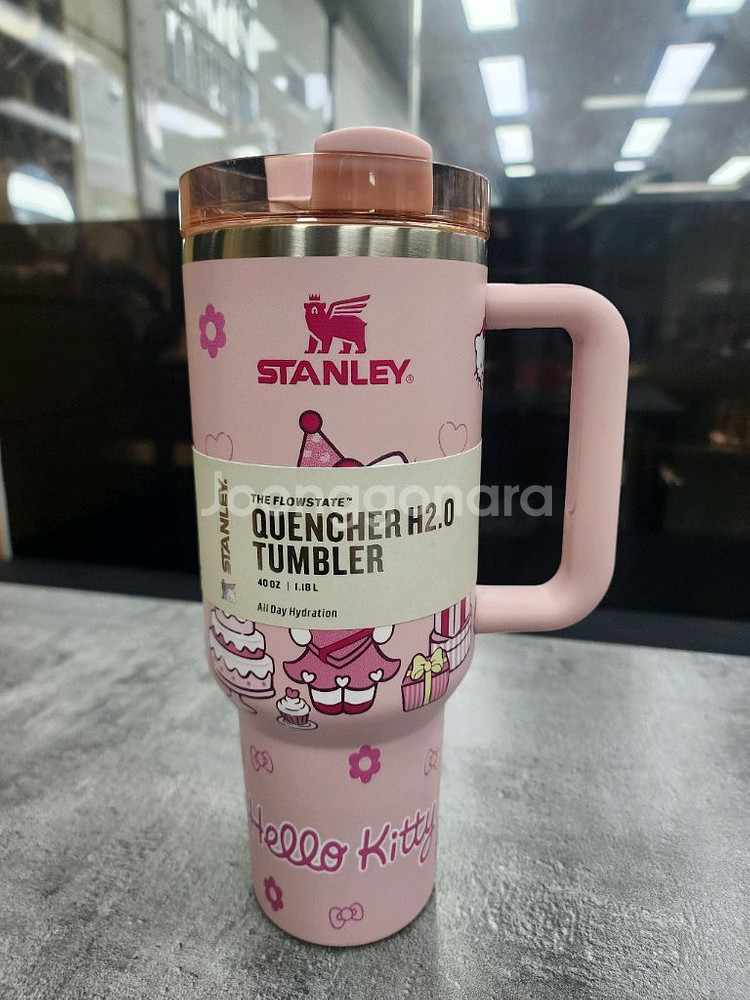 STANLEY®
Joonggonara
STANLEY.
THE FLOWSTATE™
QUENCHER H2.0
TUMBLER
40 OZ | 1.18 L
All Day Hydration
Hello Kitty